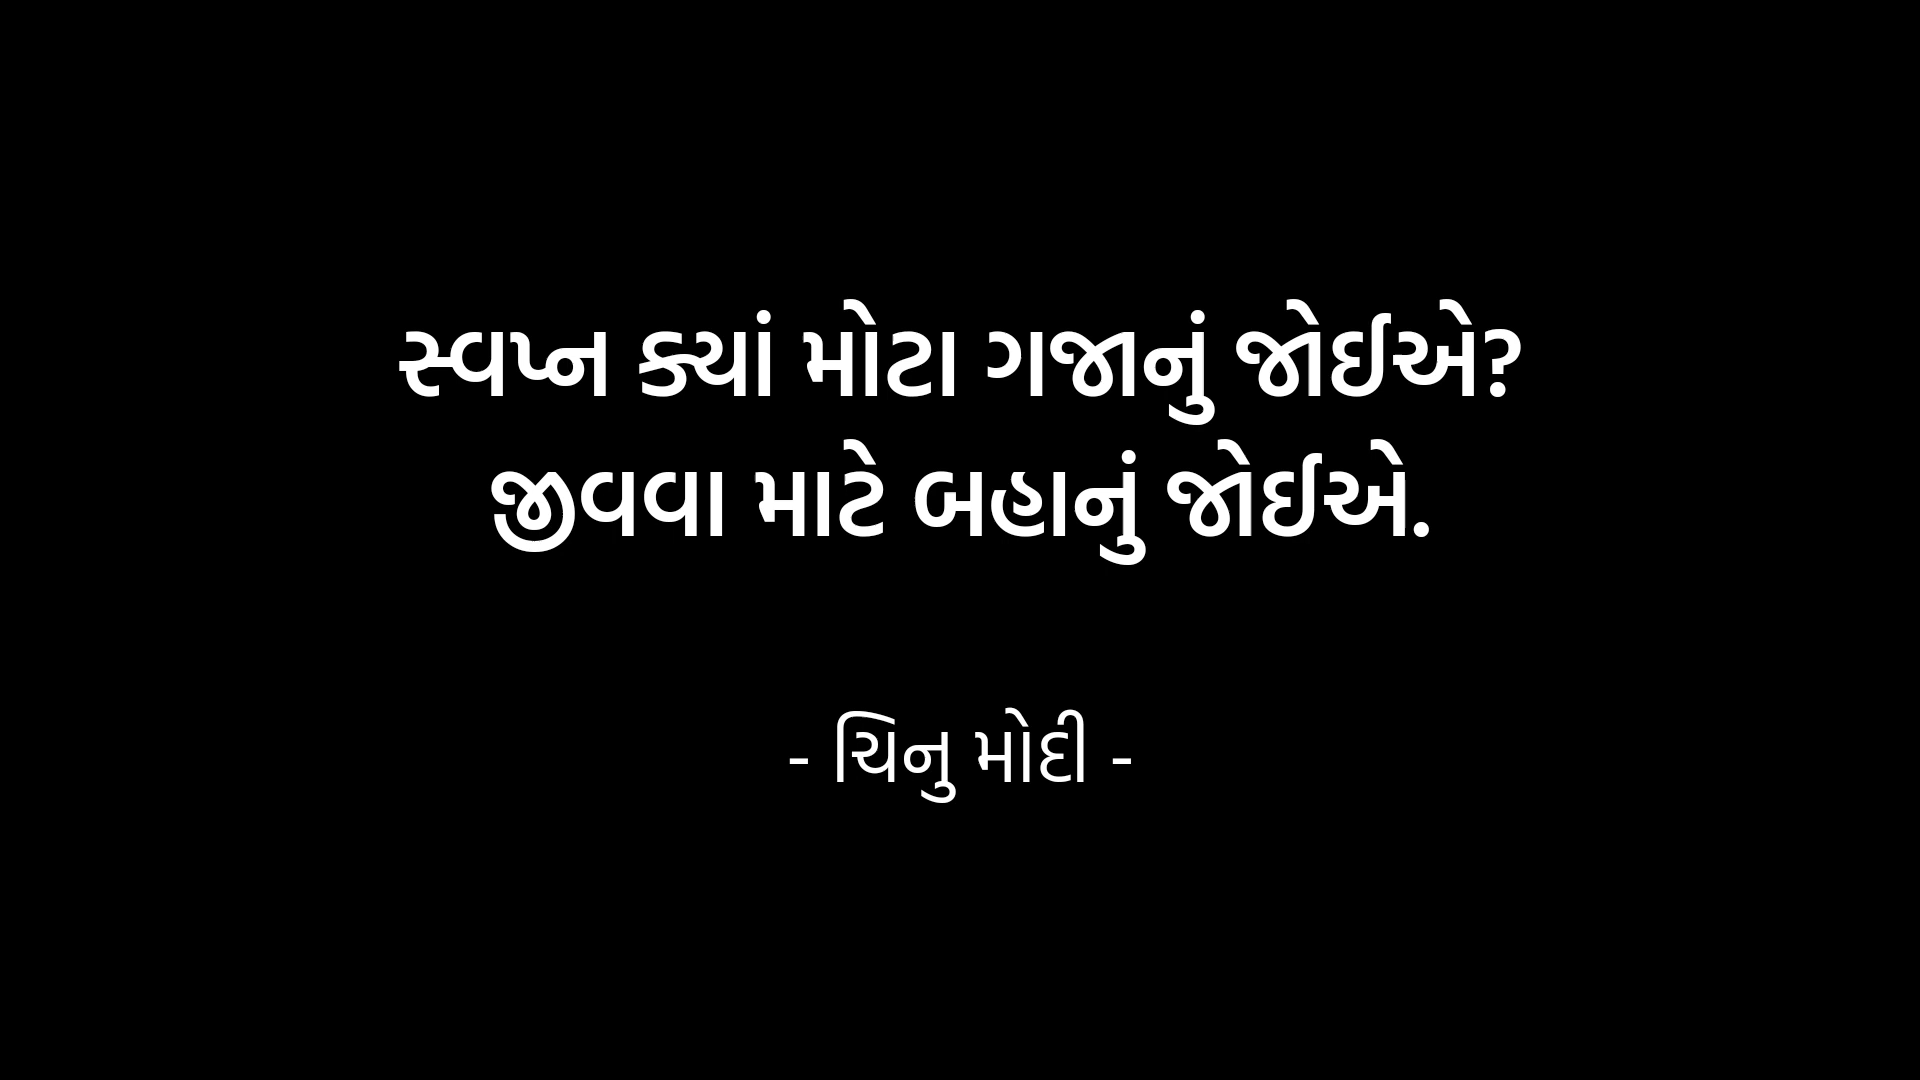 સ્વપ્ન ક્યાં મોટા ગજાનું જોઈએ?
જીવવા માટે બહાનું જોઈએ.
- ચિનુ મોદી -